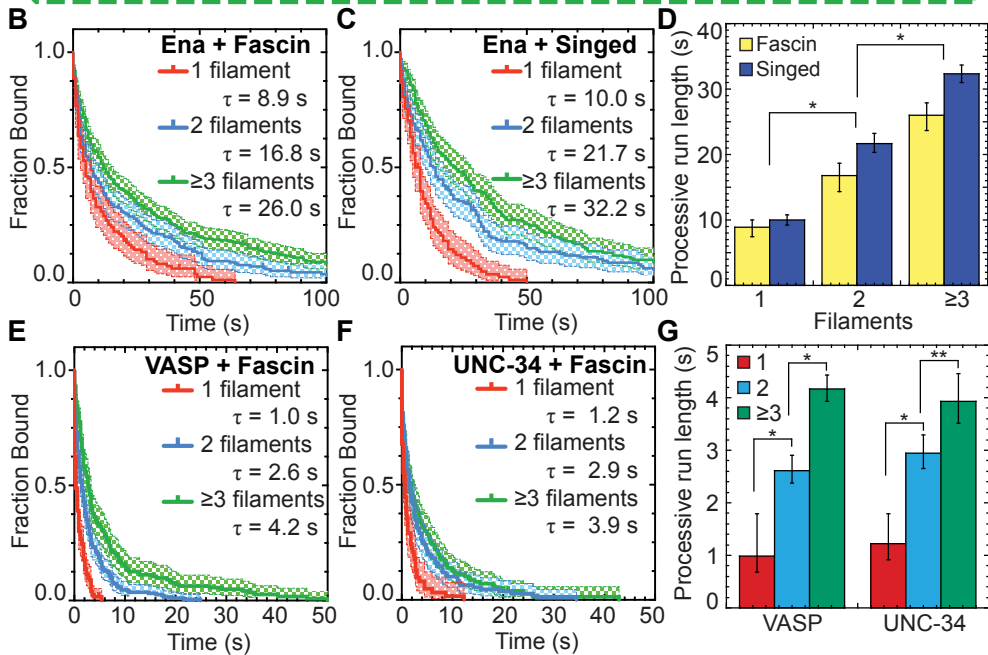 B
Ena + Fascin
1 filament
τ = 8.9 s
2 filaments
τ = 16.8 s
≥3 filaments
τ = 26.0 s
Fraction Bound
1.0
0.5
0.0
0
50
100
Time (s)
C
Ena + Singed
1 filament
τ = 10.0 s
2 filaments
τ = 21.7 s
≥3 filaments
τ = 32.2 s
Fraction Bound
1.0
0.5
0.0
0
50
100
Time (s)
D
Fascin
Singed
*
*
Processive run length (s)
40
30
20
10
0
1
2
≥3
Filaments
E
VASP + Fascin
1 filament
τ = 1.0 s
2 filaments
τ = 2.6 s
≥3 filaments
τ = 4.2 s
Fraction Bound
1.0
0.5
0.0
0
10
20
30
40
50
Time (s)
F
UNC-34 + Fascin
1 filament
τ = 1.2 s
2 filaments
τ = 2.9 s
≥3 filaments
τ = 3.9 s
Fraction Bound
1.0
0.5
0.0
0
10
20
30
40
50
Time (s)
G
1
2
≥3
*
*
*
**
Processive run length (s)
5
4
3
2
1
0
VASP
UNC-34